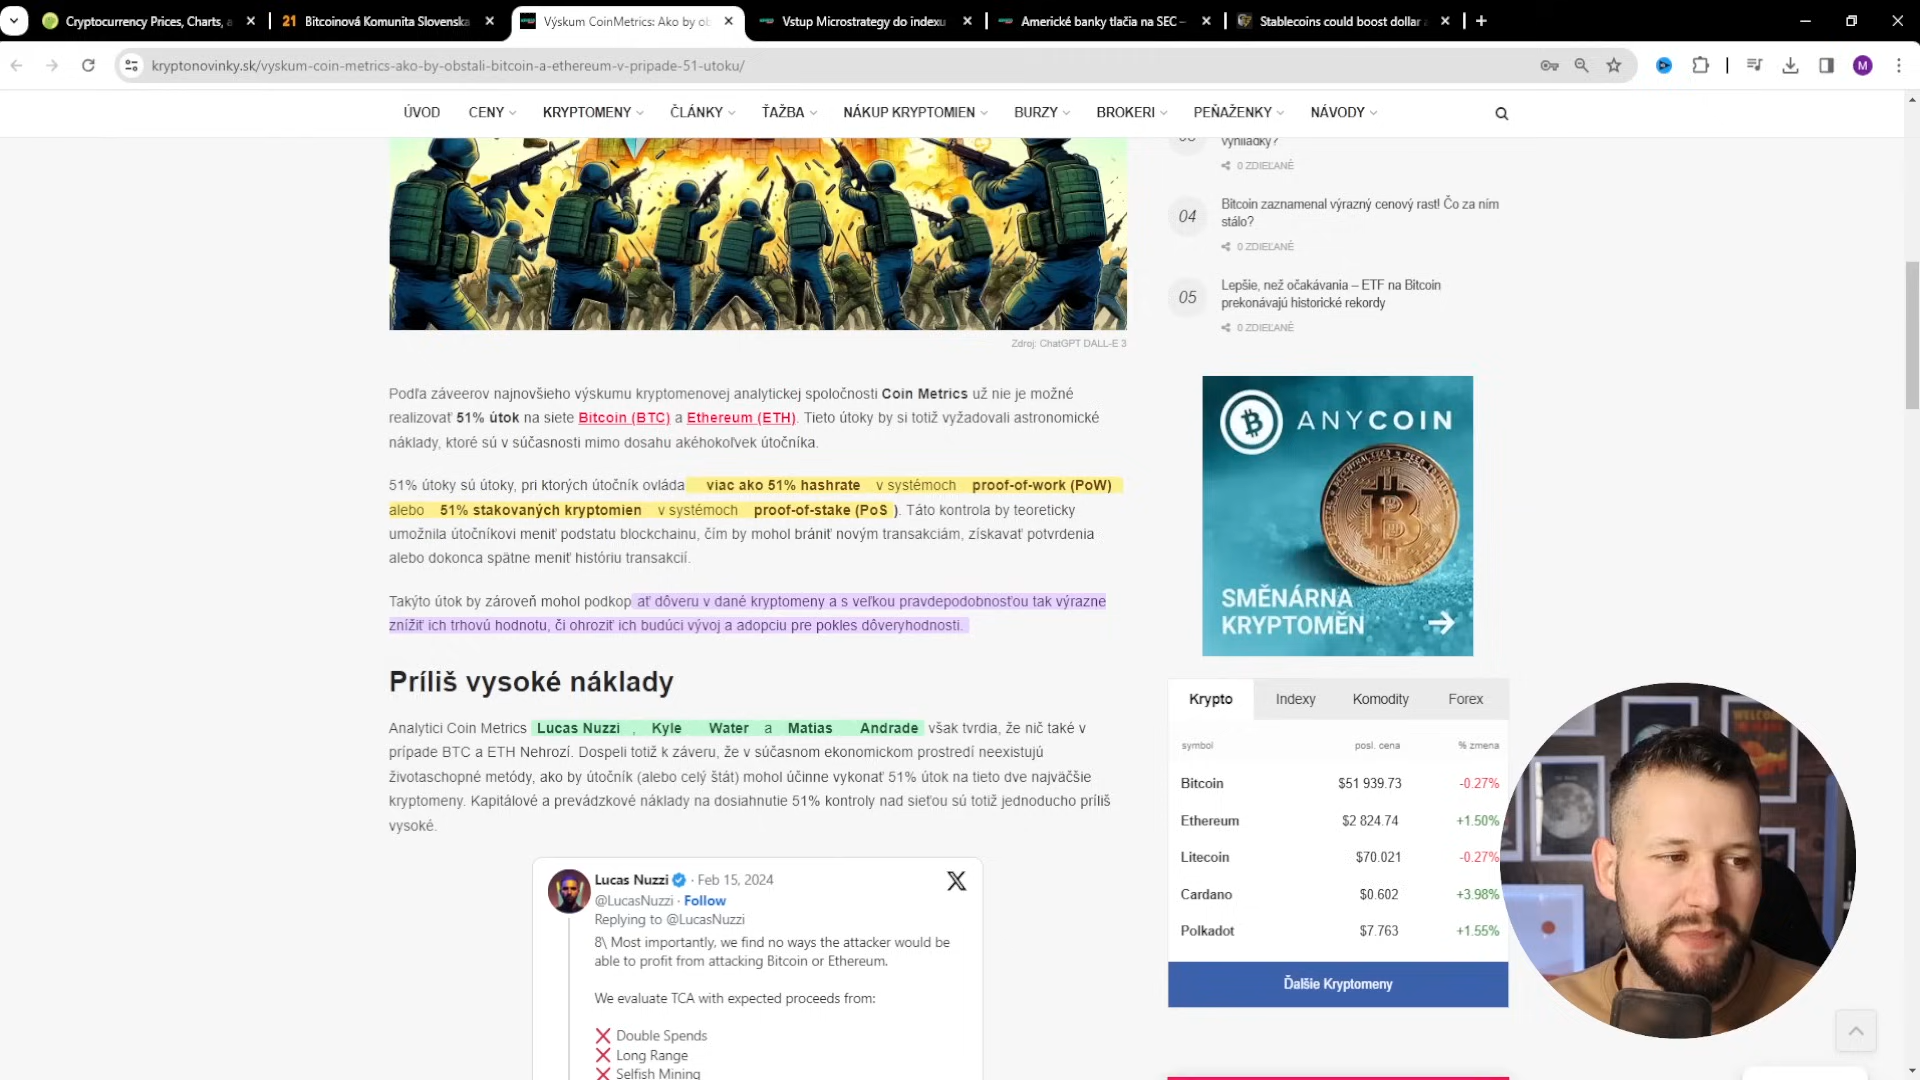 Cryptocurrency Prices, Charts, a
Bitcoinová Komunita Slovenska
Výskum CoinMetrics: Ako by ob
Vstup Microstrategy do indexu
Americké banky tlačia na SEC –
Stablecoins could boost dollar
kryptonovinky.sk/vyskum-coin-metrics-ako-by-obstali-bitcoin-a-ethereum-v-pripade-51-utoku/
M
ÚVOD
CENY
KRYPTOMENY
ČLÁNKY
ŤAŽBA
NÁKUP KRYPTOMIEN
BURZY
BROKERI
PEŇAŽENKY
NÁVODY
Zdroj: ChatGPT DALL-E 3
Podľa záveerov najnovšieho výskumu kryptomenovej analytickej spoločnosti Coin Metrics už nie je možné
realizovať 51% útok na siete Bitcoin (BTC) a Ethereum (ETH). Tieto útoky by si totiž vyžadovali astronomické
náklady, ktoré sú v súčasnosti mimo dosahu akéhokoľvek útočníka.
51% útoky sú útoky, pri ktorých útočník ovláda viac ako 51% hashrate v systémoch proof-of-work (PoW)
alebo 51% stakovaných kryptomien v systémoch proof-of-stake (PoS ). Táto kontrola by teoreticky
umožnila útočníkovi meniť podstatu blockchainu, čím by mohol brániť novým transakciám, získavať potvrdenia
alebo dokonca spätne meniť históriu transakcií.
Takýto útok by zároveň mohol podkop ať dôveru v dané kryptomeny a s veľkou pravdepodobnosťou tak výrazne
znížiť ich trhovú hodnotu, či ohroziť ich budúci vývoj a adopciu pre pokles dôveryhodnosti.
Príliš vysoké náklady
Analytici Coin Metrics Lucas Nuzzi , Kyle Water a Matias Andrade však tvrdia, že nič také v
prípade BTC a ETH Nehrozí. Dospeli totiž k záveru, že v súčasnom ekonomickom prostredí neexistujú
životaschopné metódy, ako by útočník (alebo celý štát) mohol účinne vykonať 51% útok na tieto dve najväčšie
kryptomeny. Kapitálové a prevádzkové náklady na dosiahnutie 51% kontroly nad sieťou sú totiž jednoducho príliš
vysoké.
Lucas Nuzzi · Feb 15, 2024
@LucasNuzzi · Follow
Replying to @LucasNuzzi
8\ Most importantly, we find no ways the attacker would be
able to profit from attacking Bitcoin or Ethereum.
We evaluate TCA with expected proceeds from:
❌ Double Spends
❌ Long Range
❌ Selfish Mining
vyhliadky?
0 ZDIEĽANÉ
04
Bitcoin zaznamenal výrazný cenový rast! Čo za ním
stálo?
0 ZDIEĽANÉ
05
Lepšie, než očakávania – ETF na Bitcoin
prekonávajú historické rekordy
0 ZDIEĽANÉ
ANYCOIN
SMĚNÁRNA
KRYPTOMĚN
Krypto Indexy Komodity Forex
symbol posl. cena % zmena
Bitcoin $51 939.73 -0.27%
Ethereum $2 824.74 +1.50%
Litecoin $70.021 -0.27%
Cardano $0.602 +3.98%
Polkadot $7.763 +1.55%
Ďalšie Kryptomeny